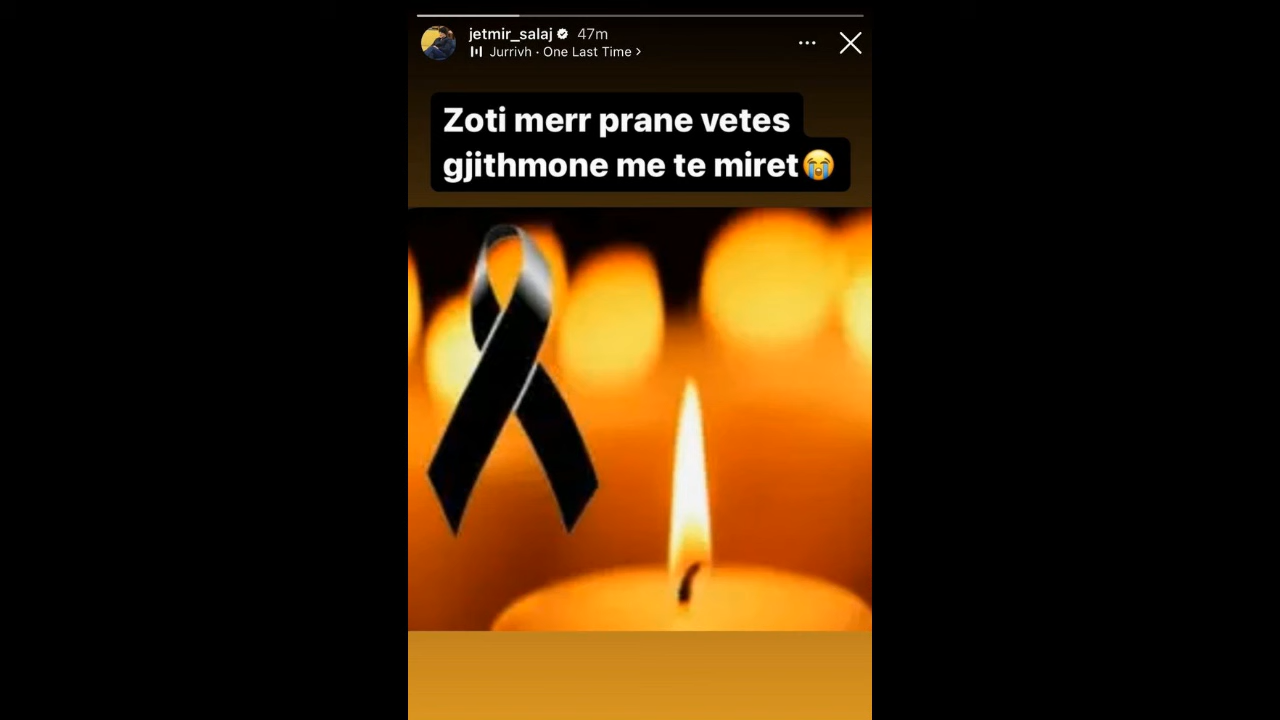 jetmir_salaj 47m
Jurrivh · One Last Time >
Zoti merr prane vetes
gjithmone me te miret😭